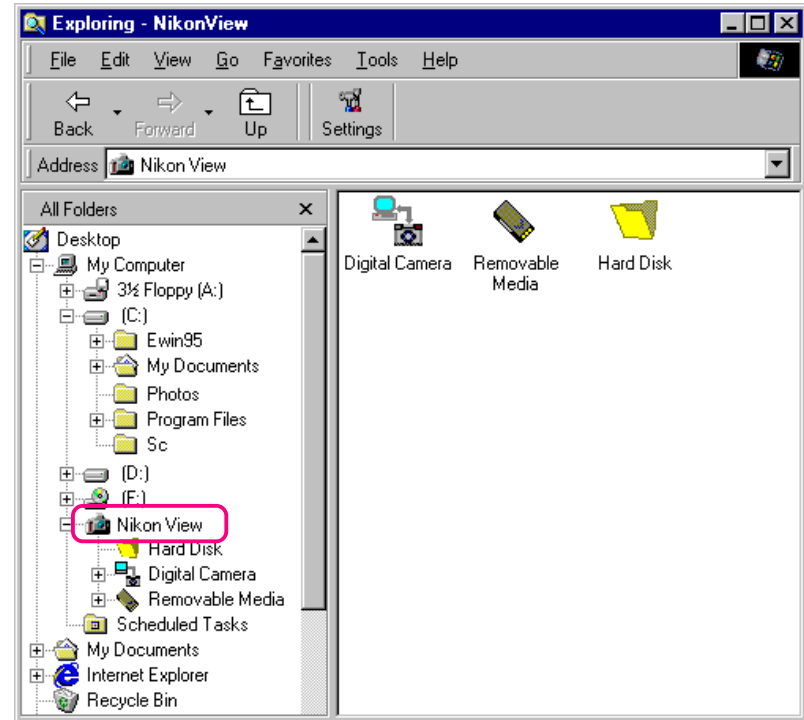 Exploring - NikonView
File Edit View Go Favorites Tools Help
Back Forward Up Settings
Address Nikon View
All Folders
Desktop
My Computer
3½ Floppy (A:)
(C:)
Ewin95
My Documents
Photos
Program Files
Sc
(D:)
(E:)
Nikon View
Hard Disk
Digital Camera
Removable Media
Scheduled Tasks
My Documents
Internet Explorer
Recycle Bin
Digital Camera
Removable Media
Hard Disk